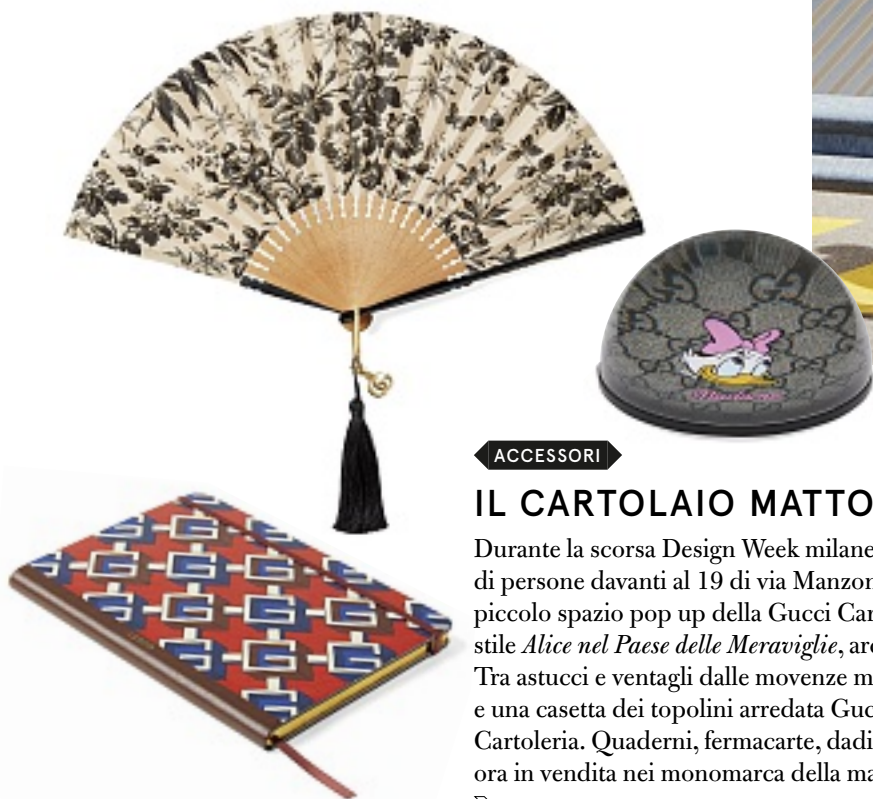 ACCESSORI
IL CARTOLAIO MATTO
Durante la scorsa Design Week milane
di persone davanti al 19 di via Manzon
piccolo spazio pop up della Gucci Car
stile Alice nel Paese delle Meraviglie, ar
Tra astucci e ventagli dalle movenze m
e una casetta dei topolini arredata Guc
Cartoleria. Quaderni, fermacarte, dadi
ora in vendita nei monomarca della ma